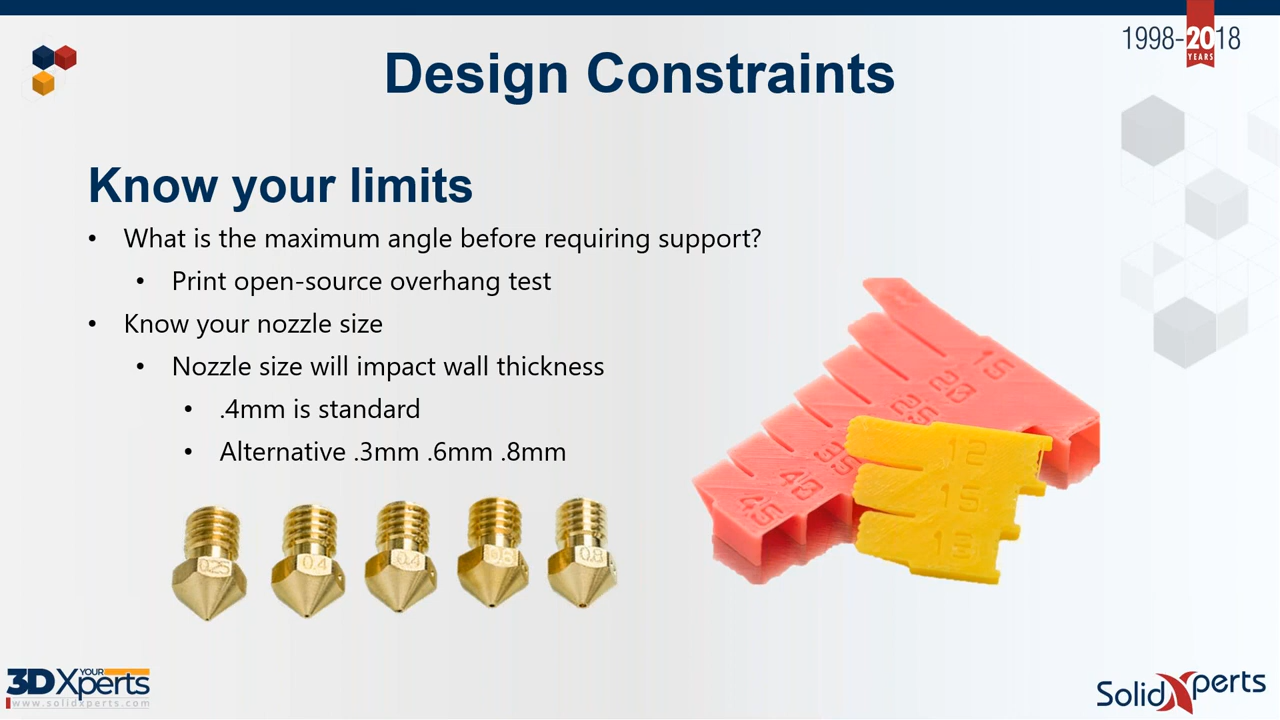 1998-2018
YEARS
Design Constraints
Know your limits
• What is the maximum angle before requiring support?
• Print open-source overhang test
• Know your nozzle size
• Nozzle size will impact wall thickness
• .4mm is standard
• Alternative .3mm .6mm .8mm
15
20
25
35
40
45
12
15
0.25
0.4
0.4
0.8
3D YOUR Xperts
www.solidxperts.com
SolidXperts